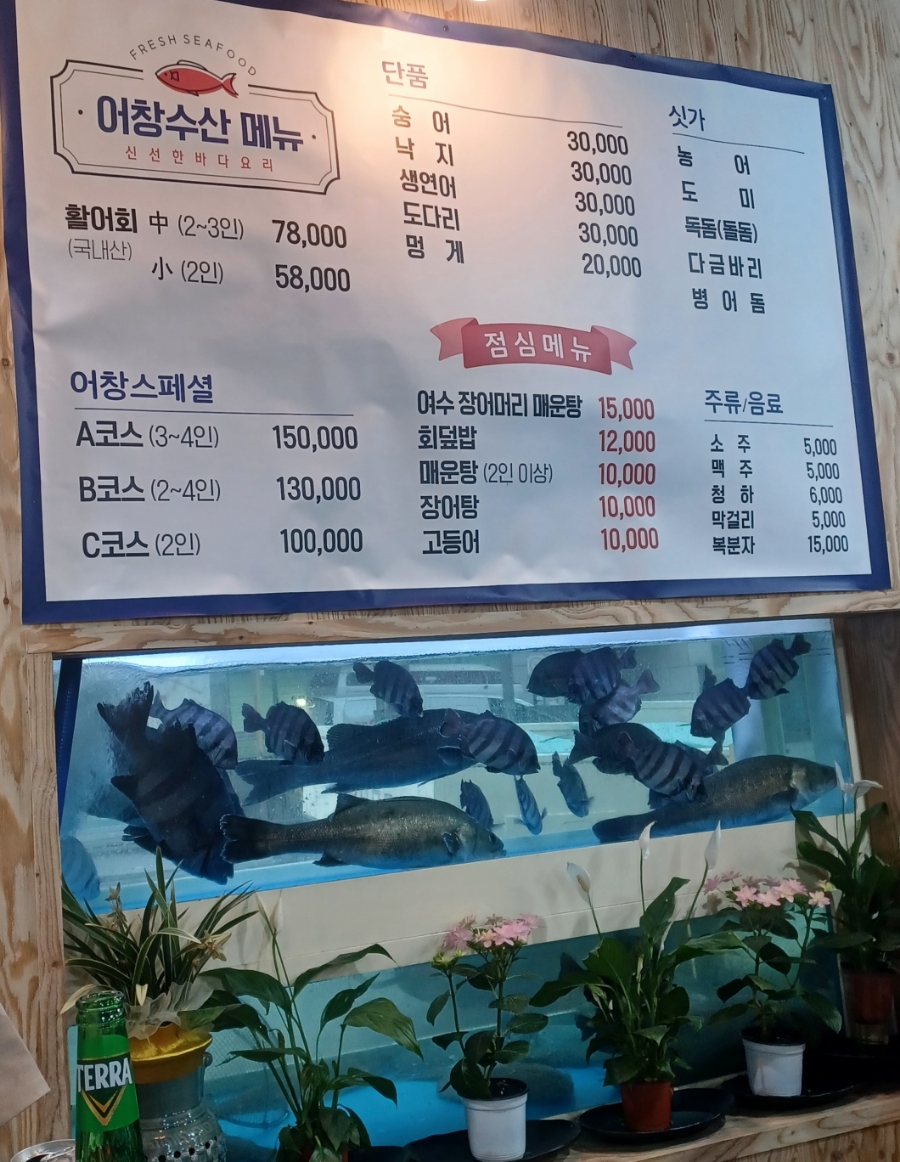 FRESH SEAFOOD
어창수산 메뉴
신선한바다요리
활어회 中 (2~3인) 78,000
(국내산)
小 (2인) 58,000
단품
숭 어 30,000
낙 지 30,000
생연어 30,000
도다리 30,000
멍 게 20,000
싯가
농 어
도 미
독돔(돌돔)
다금바리
병 어 돔
어창스페셜
A코스 (3~4인) 150,000
B코스 (2~4인) 130,000
C코스 (2인) 100,000
점심메뉴
여수 장어머리 매운탕 15,000
회덮밥 12,000
매운탕 (2인 이상) 10,000
장어탕 10,000
고등어 10,000
주류/음료
소 주 5,000
맥 주 5,000
청 하 6,000
막걸리 5,000
복분자 15,000
TERRA